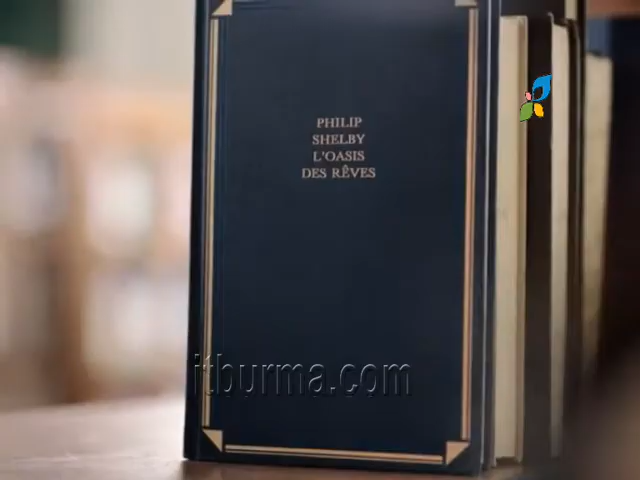 PHILIP
SHELBY
L'OASIS
DES RÊVES
itburma.com